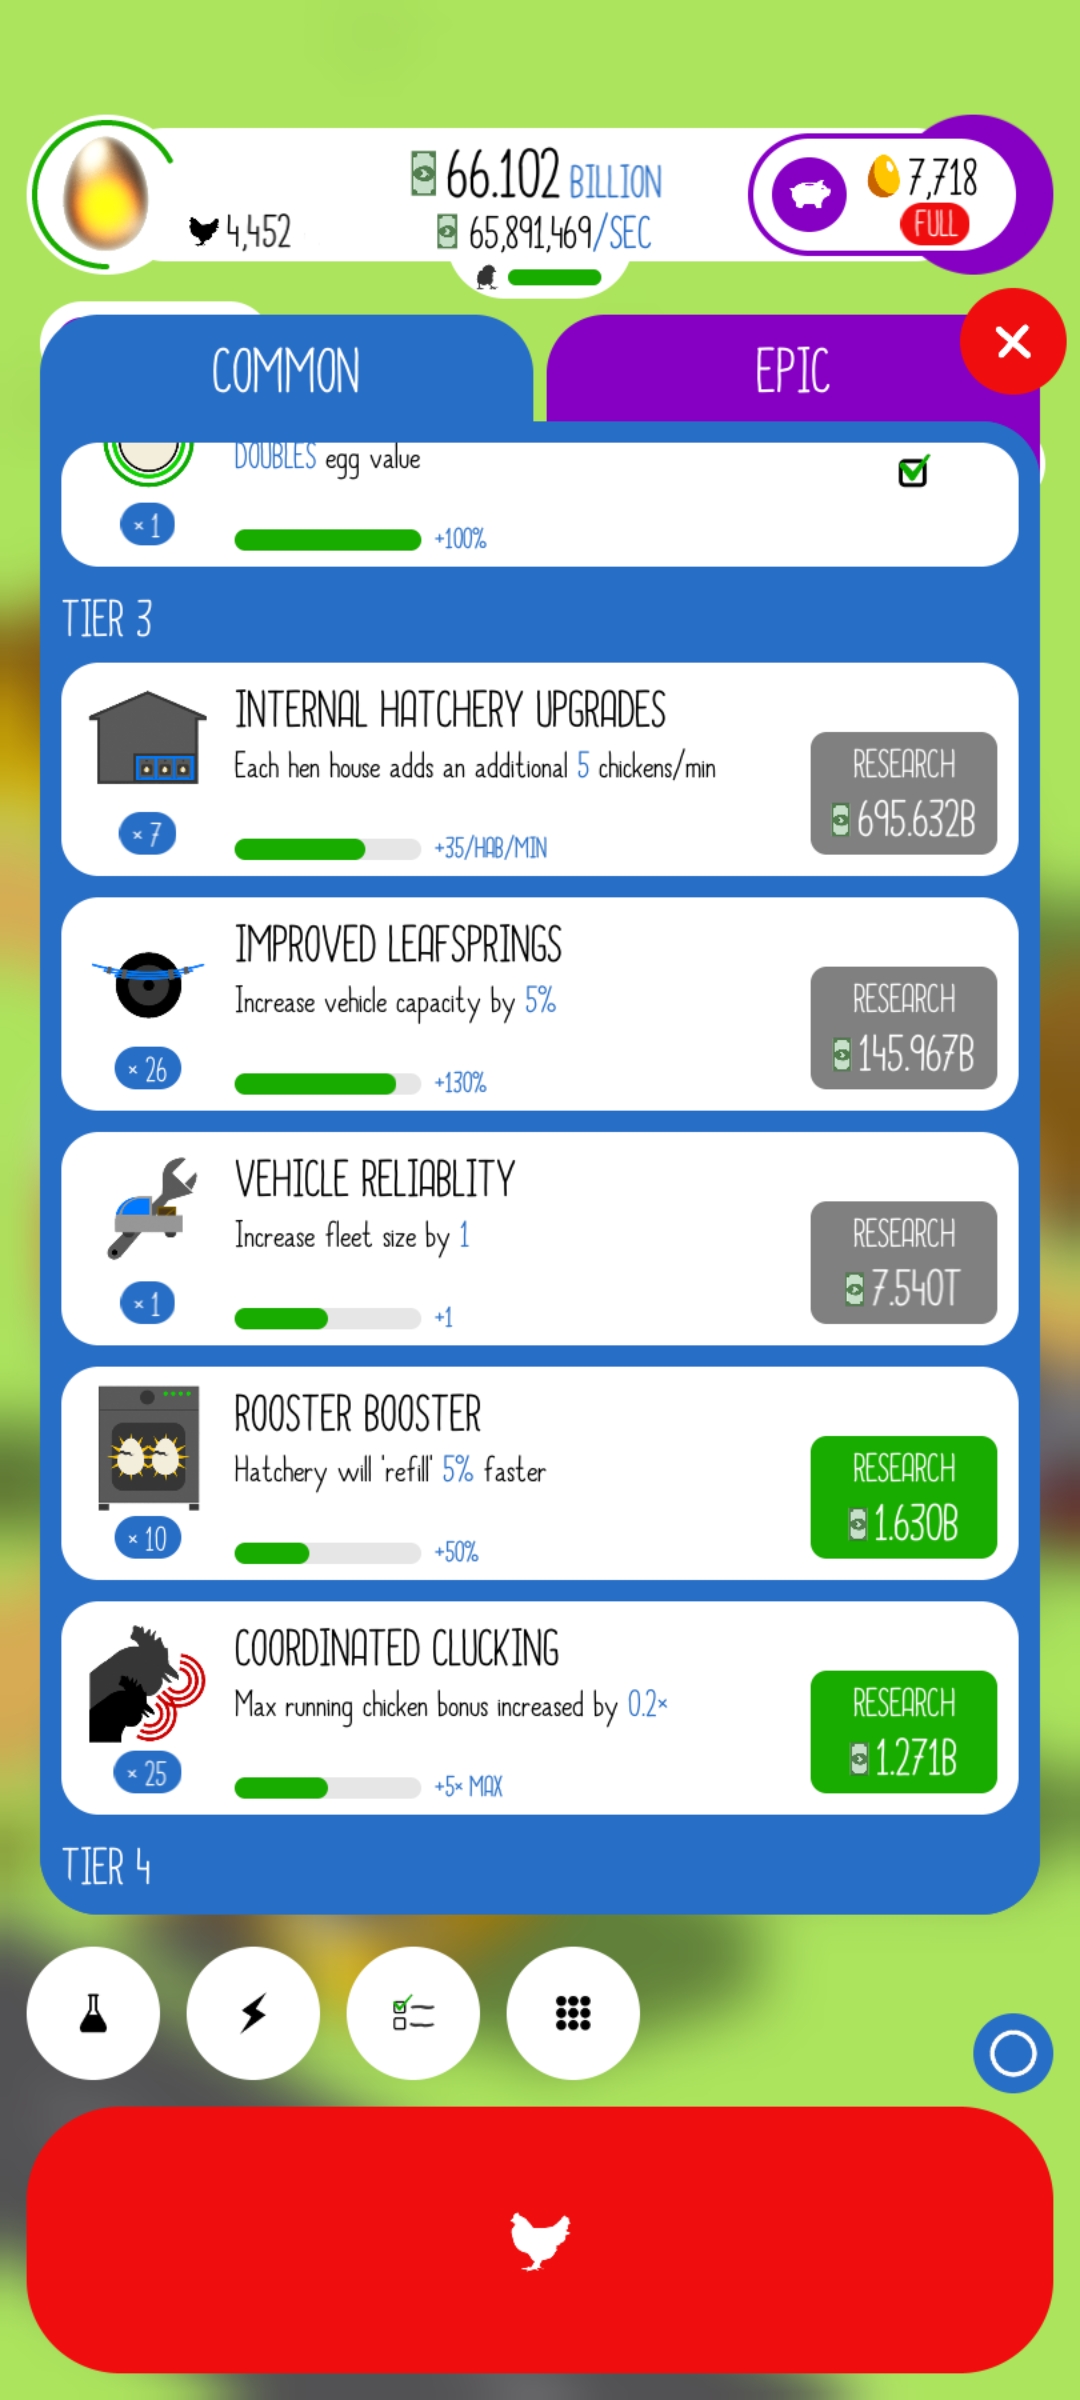 66.102 BILLION
7,718
4,452
65,891,469/SEC
FULL
COMMON
EPIC
DOUBLES egg value
× 1
+100%
TIER 3
INTERNAL HATCHERY UPGRADES
Each hen house adds an additional 5 chickens/min
RESEARCH
695.632B
× 7
+35/HAB/MIN
IMPROVED LEAFSPRINGS
Increase vehicle capacity by 5%
RESEARCH
145.967B
× 26
+130%
VEHICLE RELIABLITY
Increase fleet size by 1
RESEARCH
7.540T
× 1
+1
ROOSTER BOOSTER
Hatchery will 'refill' 5% faster
RESEARCH
1.630B
× 10
+50%
COORDINATED CLUCKING
Max running chicken bonus increased by 0.2×
RESEARCH
1.271B
× 25
+5× MAX
TIER 4